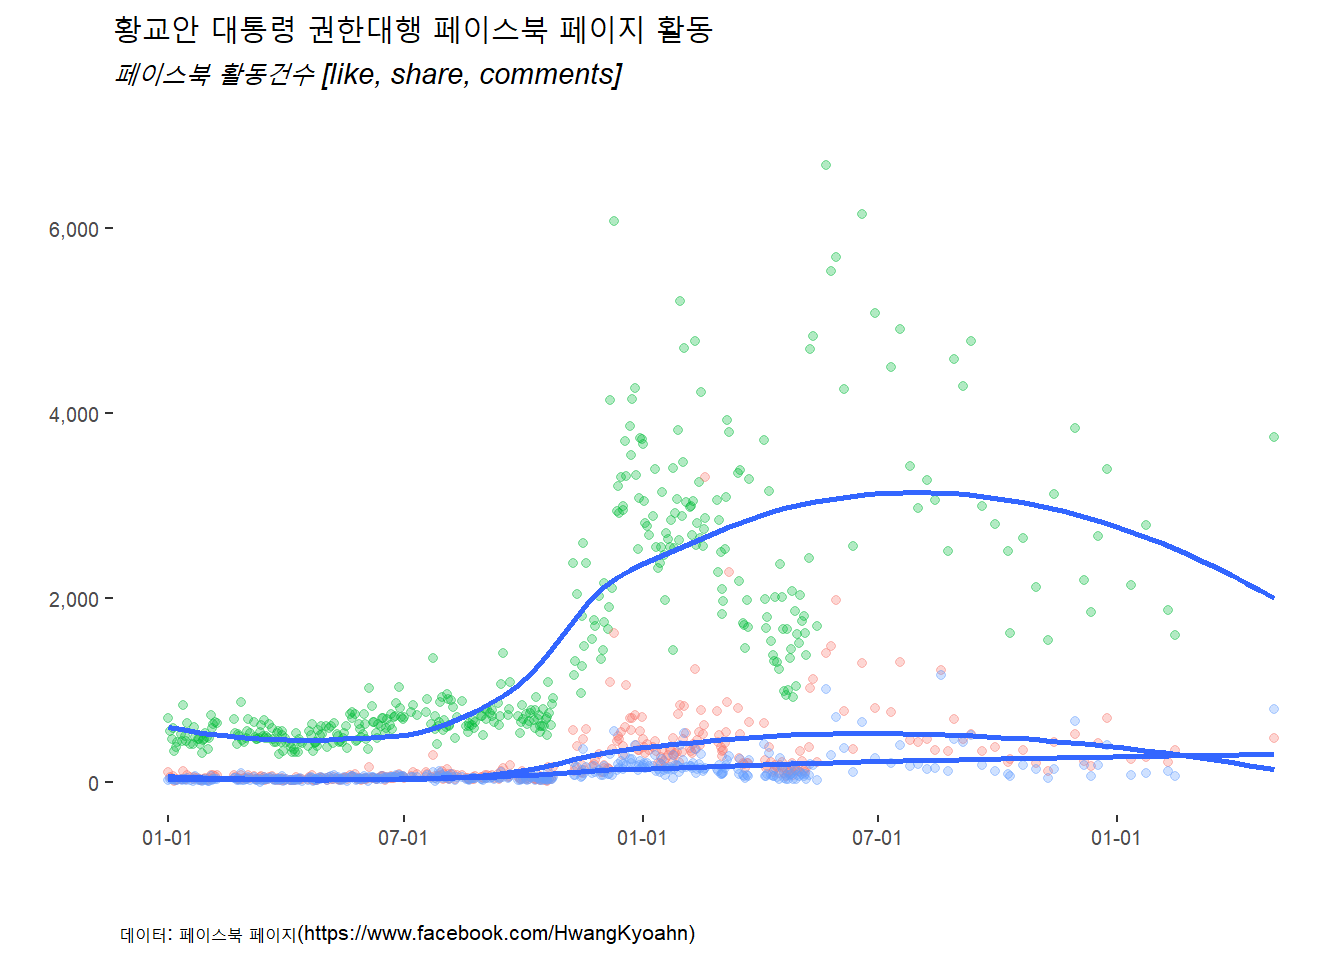 황교안 대통령 권한대행 페이스북 페이지 활동
페이스북 활동건수 [like, share, comments]
6,000
4,000
2,000
0
01-01 07-01 01-01 07-01 01-01
데이터: 페이스북 페이지(https://www.facebook.com/HwangKyoahn)